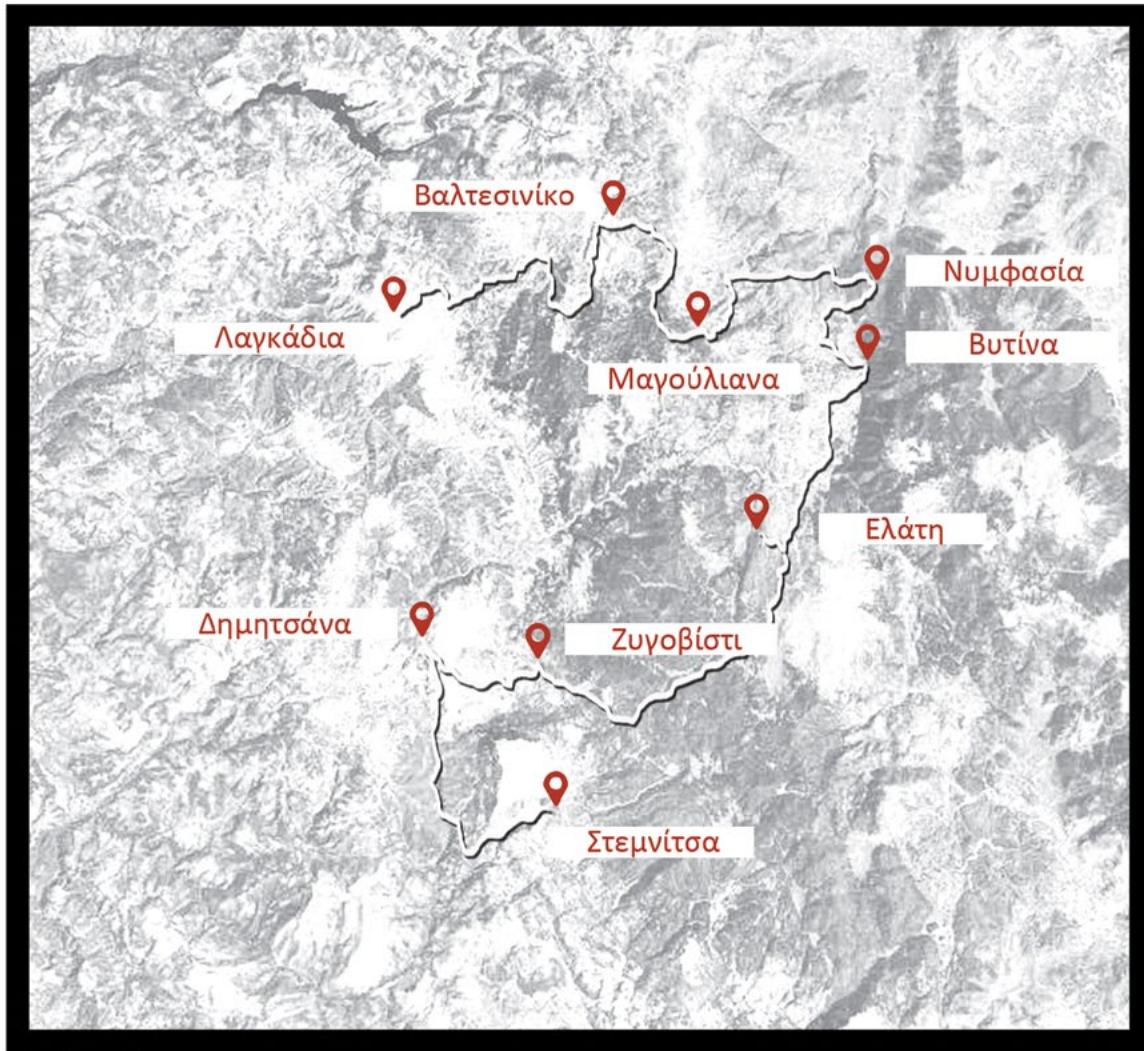 Βαλτεσινίκο
Νυμφασία
Λαγκάδια
Βυτίνα
Μαγούλιανα
Ελάτη
Δημητσάνα
Ζυγοβίστι
Στεμνίτσα